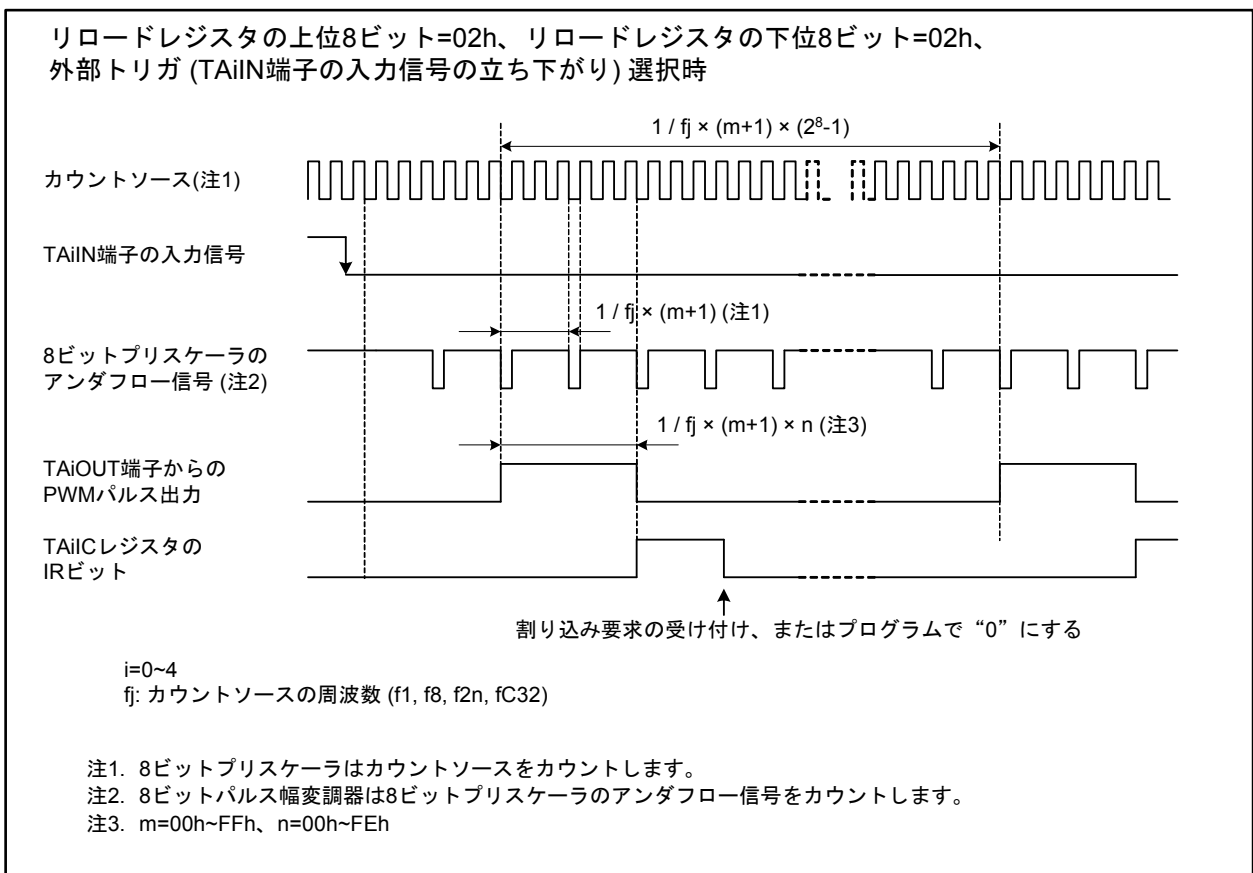 リロードレジスタの上位8ビット=02h、リロードレジスタの下位8ビット=02h、
外部トリガ (TAiIN端子の入力信号の立ち下がり) 選択時
1 / fj × (m+1) × (2⁸-1)
カウントソース(注1)
TAiIN端子の入力信号
1 / fj × (m+1) (注1)
8ビットプリスケーラの
アンダフロー信号 (注2)
1 / fj × (m+1) × n (注3)
TAiOUT端子からの
PWMパルス出力
TAiICレジスタの
IRビット
割り込み要求の受け付け、またはプログラムで“0”にする
i=0~4
fj: カウントソースの周波数 (f1, f8, f2n, fC32)
注1. 8ビットプリスケーラはカウントソースをカウントします。
注2. 8ビットパルス幅変調器は8ビットプリスケーラのアンダフロー信号をカウントします。
注3. m=00h~FFh、n=00h~FEh